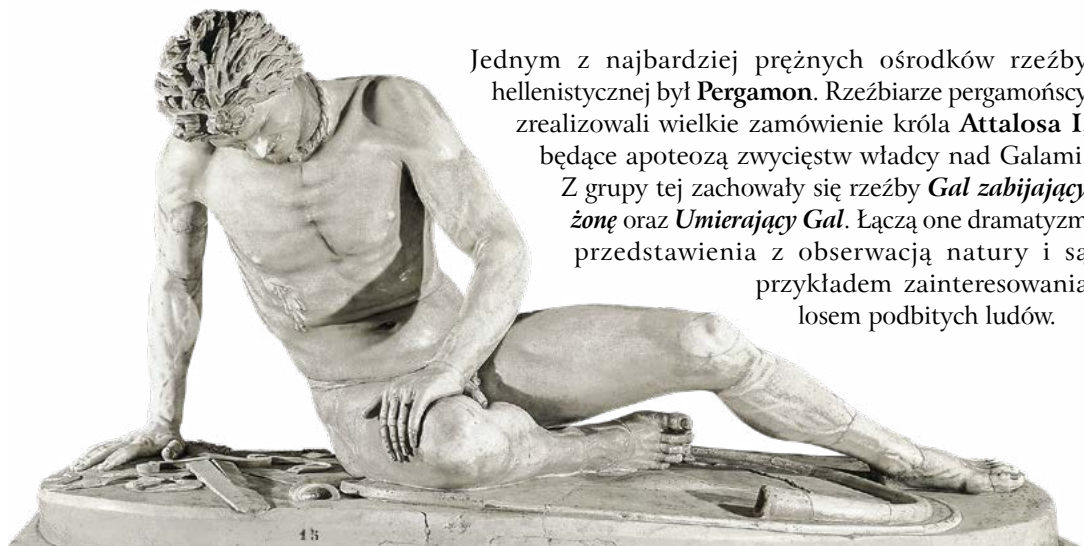 Jednym z najbardziej prężnych ośrodków rzeźby
hellenistycznej był Pergamon. Rzeźbiarze pergamońscy
zrealizowali wielkie zamówienie króla Attalosa I
będące apoteozą zwycięstw władcy nad Galami
Z grupy tej zachowały się rzeźby Gal zabijający
żonę oraz Umierający Gal. Łączą one dramatyzm
przedstawienia z obserwacją natury i są
przykładem zainteresowania
losem podbitych ludów.
15